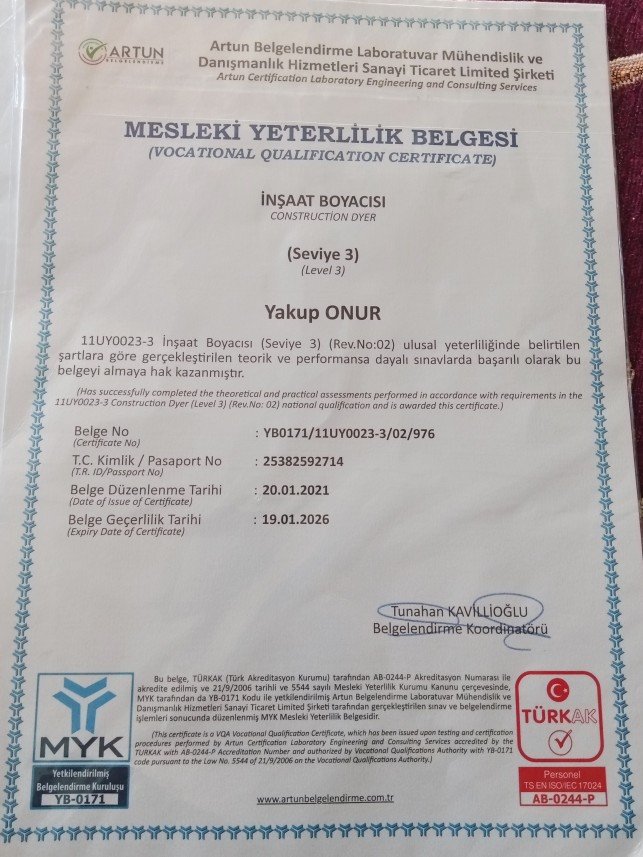 ARTUN
BELGELENDİRME
Artun Belgelendirme Laboratuvar Mühendislik ve
Danışmanlık Hizmetleri Sanayi Ticaret Limited Şirketi
Artun Certification Laboratory Engineering and Consulting Services
MESLEKİ YETERLİLİK BELGESİ
(VOCATIONAL QUALIFICATION CERTIFICATE)
İNŞAAT BOYACISI
CONSTRUCTION DYER
(Seviye 3)
(Level 3)
Yakup ONUR
11UY0023-3 İnşaat Boyacısı (Seviye 3) (Rev.No:02) ulusal yeterliliğinde belirtilen
şartlara göre gerçekleştirilen teorik ve performansa dayalı sınavlarda başarılı olarak bu
belgeyi almaya hak kazanmıştır.
(Has successfully completed the theoretical and practical assessments performed in accordance with requirements in the
11UY0023-3 Construction Dyer (Level 3) (Rev.No: 02) national qualification and is awarded this certificate.)
Belge No : YB0171/11UY0023-3/02/976
(Certificate No)
T.C. Kimlik / Pasaport No : 25382592714
(T.R. ID/Passport No)
Belge Düzenlenme Tarihi : 20.01.2021
(Date of Issue of Certificate)
Belge Geçerlilik Tarihi : 19.01.2026
(Expiry Date of Certificate)
Tunahan KAVİLLİOĞLU
Belgelendirme Koordinatörü
Bu belge, TÜRKAK (Türk Akreditasyon Kurumu) tarafından AB-0244-P Akreditasyon Numarası ile
akredite edilmiş ve 21/9/2006 tarihli ve 5544 sayılı Mesleki Yeterlilik Kurumu Kanunu çerçevesinde,
MYK tarafından da YB-0171 Kodu ile yetkilendirilmiş Artun Belgelendirme Laboratuvar Mühendislik ve
Danışmanlık Hizmetleri Sanayi Ticaret Limited Şirketi tarafından gerçekleştirilen sınav ve belgelendirme
işlemleri sonucunda düzenlenmiş MYK Mesleki Yeterlilik Belgesidir.
(This certificate is a VQA Vocational Qualification Certificate, which has been issued upon testing and certification
procedures performed by Artun Certification Laboratory Engineering and Consulting Services accredited by the
TURKAK with AB-0244-P Accreditation Number and authorized by Vocational Qualifications Authority with YB-0171
code pursuant to the Law No. 5544 of 21/9/2006 on the Vocational Qualifications Authority.)
MYK
Yetkilendirilmiş
Belgelendirme Kuruluşu
YB-0171
www.artunbelgelendirme.com.tr
TÜRKAK
Personel
TS EN ISO/IEC 17024
AB-0244-P